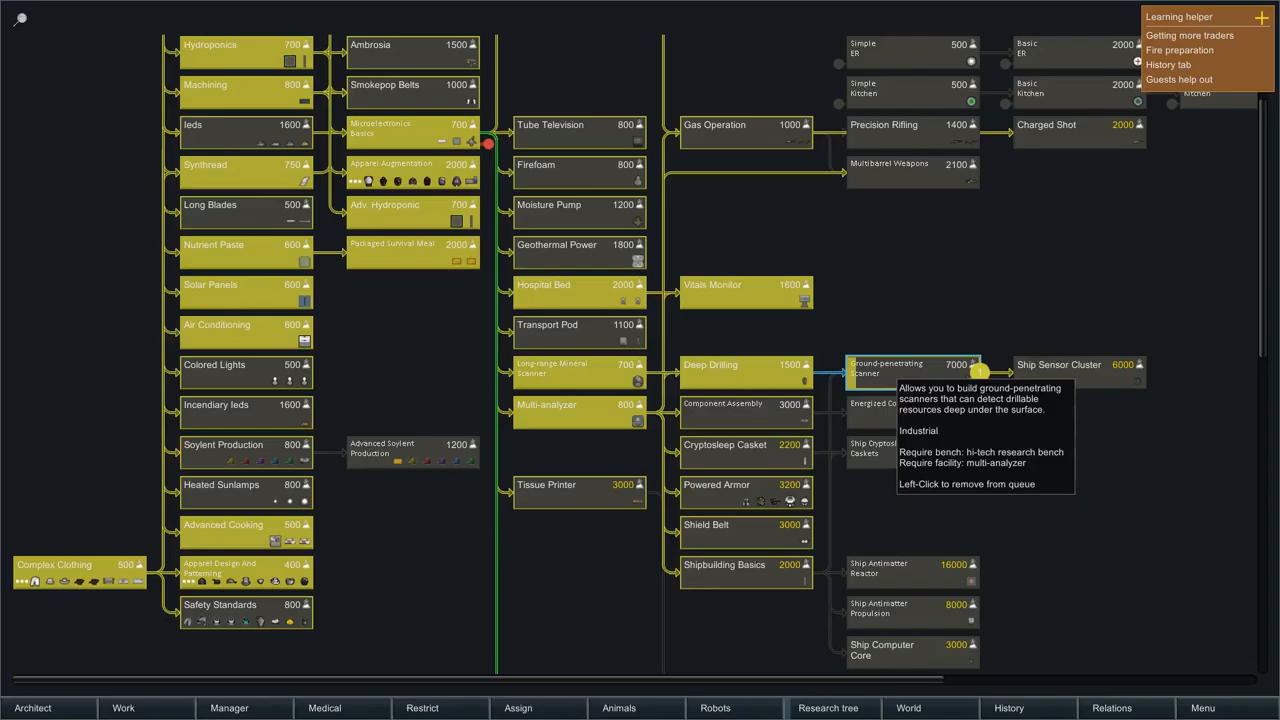 Learning helper
Getting more traders
Fire preparation
History tab
Guests help out
Hydroponics 700
Ambrosia 1500
Simple ER 500
Basic ER 2000
Machining 800
Smokepop Belts 1000
Simple Kitchen 500
Basic Kitchen 2000
Kitchen
Ieds 1600
Microelectronics Basics 700
Tube Television 800
Gas Operation 1000
Precision Rifling 1400
Charged Shot 2000
Synthread 750
Apparel Augmentation 2000
Firefoam 800
Multibarrel Weapons 2100
Long Blades 500
Adv. Hydroponic 700
Moisture Pump 1200
Nutrient Paste 600
Packaged Survival Meal 2000
Geothermal Power 1800
Solar Panels 600
Hospital Bed 2000
Vitals Monitor 1600
Air Conditioning 600
Transport Pod 1100
Colored Lights 500
Long-range Mineral Scanner 700
Deep Drilling 1500
Ground-penetrating Scanner 7000
1
Ship Sensor Cluster 6000
Allows you to build ground-penetrating
scanners that can detect drillable
resources deep under the surface.
Industrial
Require bench: hi-tech research bench
Require facility: multi-analyzer
Left-Click to remove from queue
Incendiary Ieds 1600
Multi-analyzer 800
Component Assembly 3000
Energized Co
Soylent Production 800
Advanced Soylent Production 1200
Cryptosleep Casket 2200
Ship Cryptos
Caskets
Heated Sunlamps 800
Tissue Printer 3000
Powered Armor 3200
Advanced Cooking 500
Shield Belt 3000
Complex Clothing 500
Apparel Design And Patterning 400
Shipbuilding Basics 2000
Ship Antimatter Reactor 16000
Safety Standards 800
Ship Antimatter Propulsion 8000
Ship Computer Core 3000
Architect
Work
Manager
Medical
Restrict
Assign
Animals
Robots
Research tree
World
History
Relations
Menu